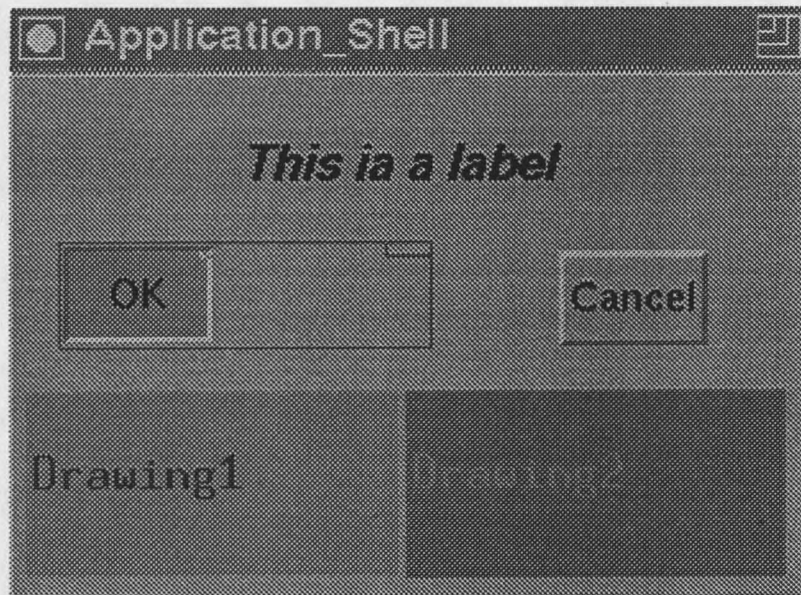 Application_Shell
This ia a label
OK
Cancel
Drawing1
Drawing2